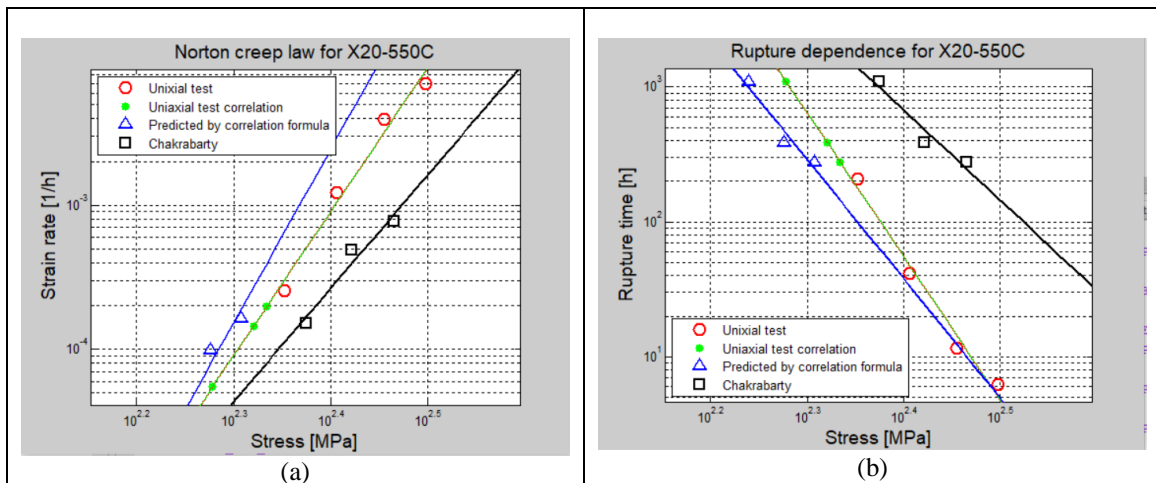 Norton creep law for X20-550C
Unixial test
Uniaxial test correlation
Predicted by correlation formula
Chakrabarty
10^-3
10^-4
Strain rate [1/h]
10^2.2 10^2.3 10^2.4 10^2.5
Stress [MPa]
(a)
Rupture dependence for X20-550C
10^3
10^2
10^1
Rupture time [h]
Unixial test
Uniaxial test correlation
Predicted by correlation formula
Chakrabarty
10^2.2 10^2.3 10^2.4 10^2.5
Stress [MPa]
(b)